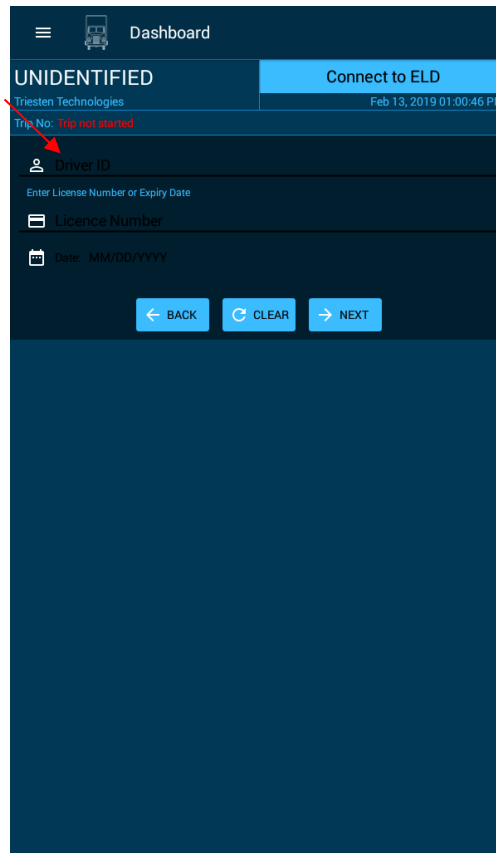 Dashboard
UNIDENTIFIED
Connect to ELD
Triesten Technologies
Feb 13, 2019 01:00:46
Trip No: Trip not started
Driver ID
Enter License Number or Expiry Date
Licence Number
Date: MM/DD/YYYY
BACK CLEAR NEXT